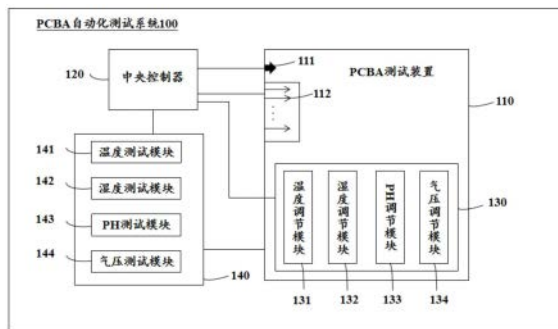 PCBA自动化测试系统100
120
中央控制器
111
112
PCBA测试装置
110
141
温度测试模块
142
湿度测试模块
143
PH测试模块
144
气压测试模块
140
温度调节模块
湿度调节模块
PH调节模块
气压调节模块
130
131
132
133
134